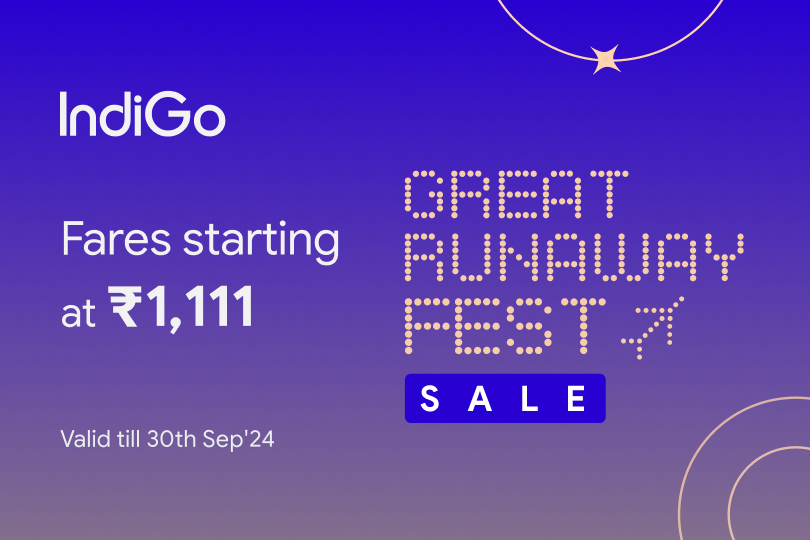 IndiGo
Fares starting
at ₹1,111
Valid till 30th Sep'24
GREAT
RUNAWAY
FEST
SALE